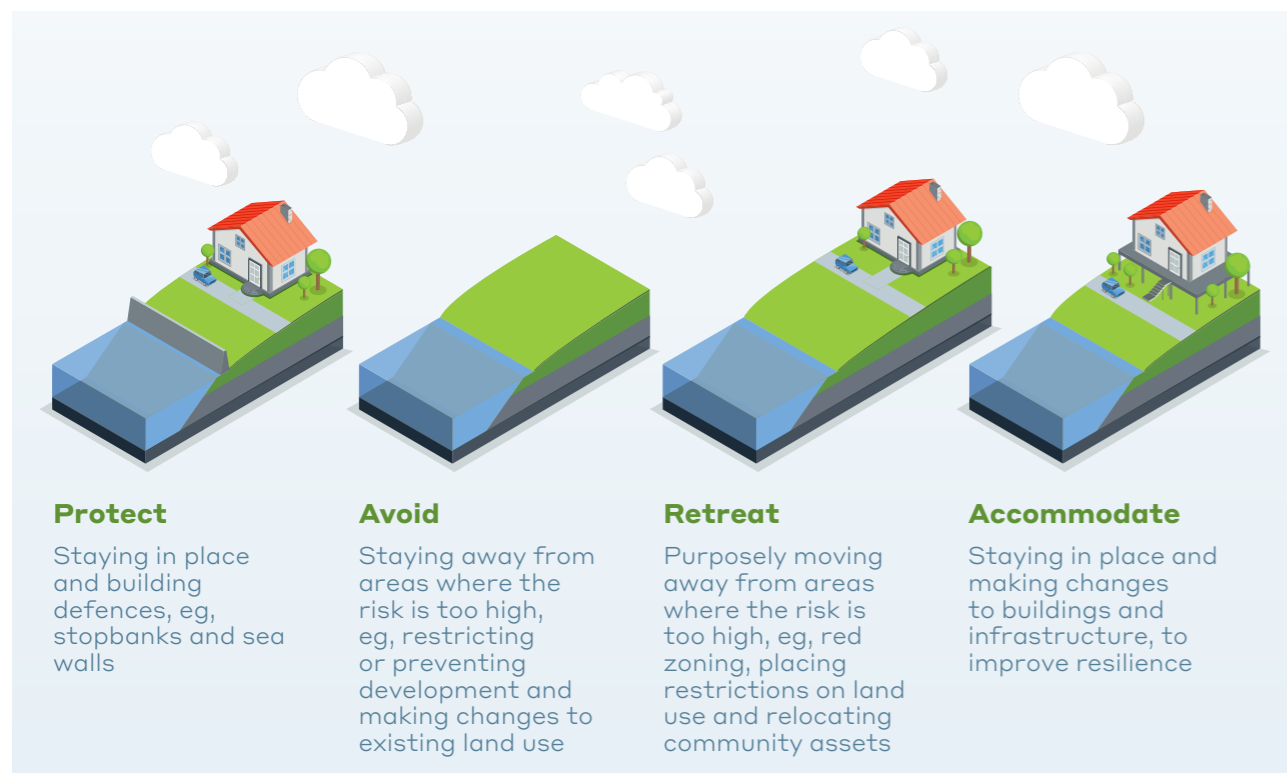 Protect
Staying in place
and building
defences, eg,
stopbanks and sea
walls
Avoid
Staying away from
areas where the
risk is too high,
eg, restricting
or preventing
development and
making changes to
existing land use
Retreat
Purposely moving
away from areas
where the risk is
too high, eg, red
zoning, placing
restrictions on land
use and relocating
community assets
Accommodate
Staying in place and
making changes
to buildings and
infrastructure, to
improve resilience